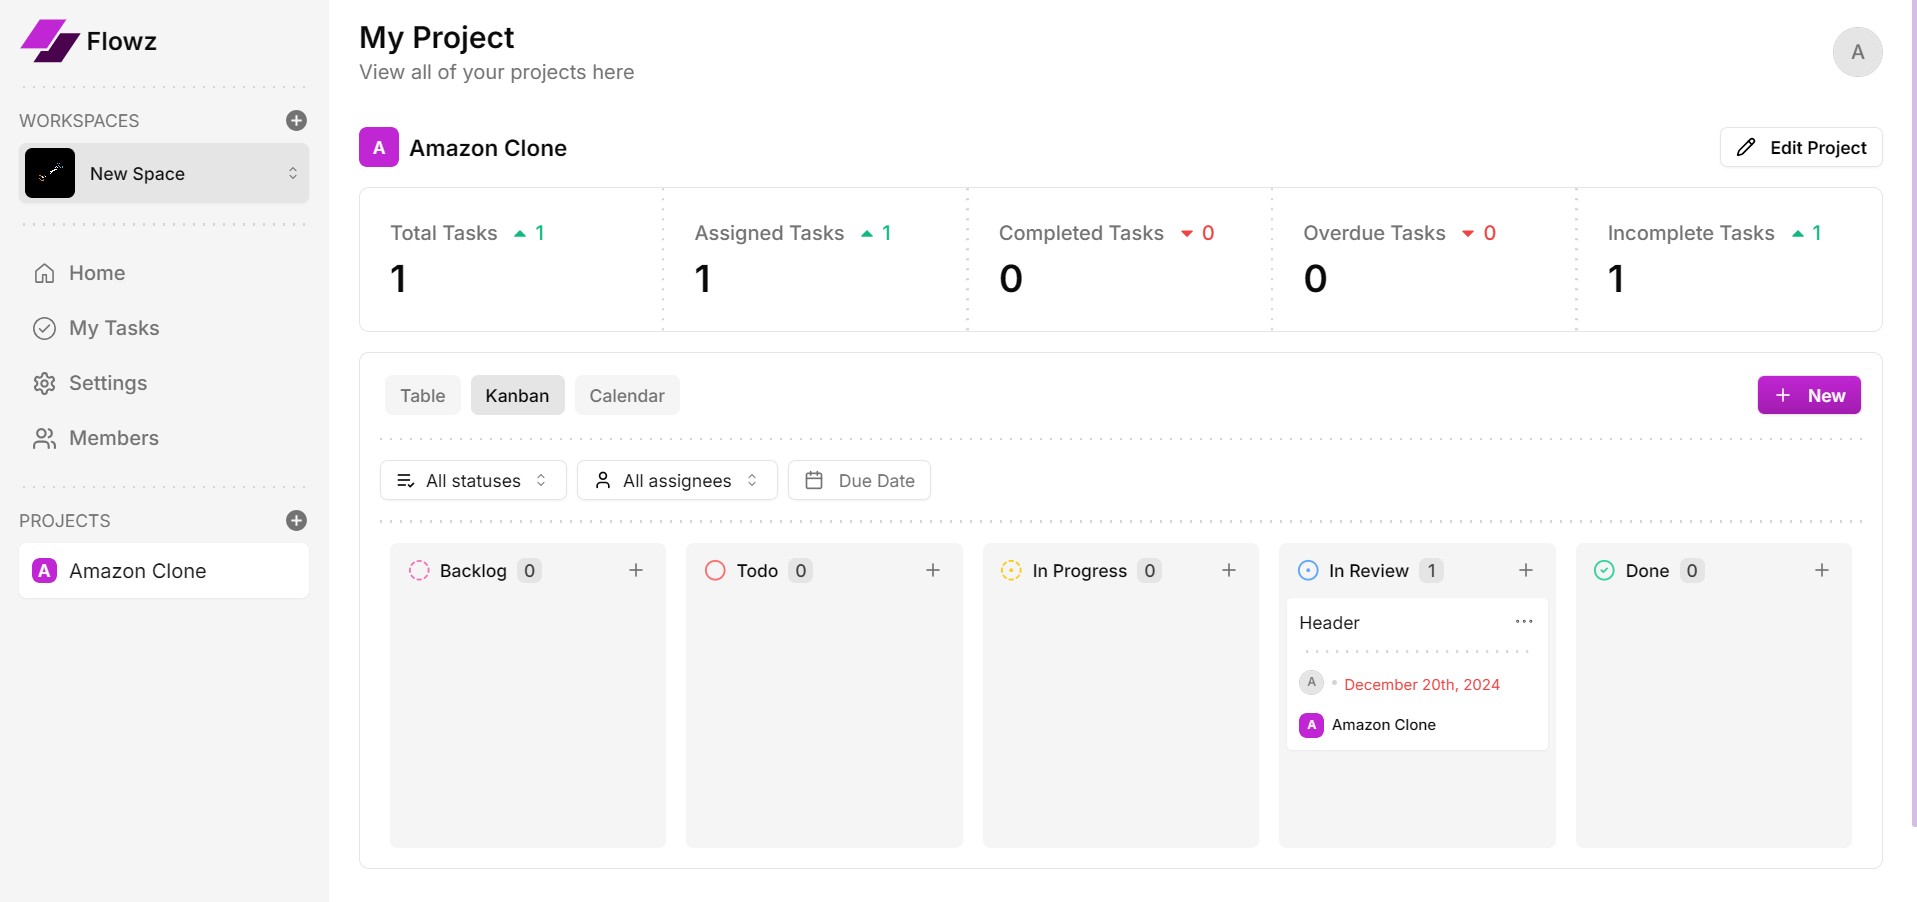 Flowz
WORKSPACES
New Space
Home
My Tasks
Settings
Members
PROJECTS
A Amazon Clone
My Project
View all of your projects here
A
A Amazon Clone
Edit Project
Total Tasks 1
1
Assigned Tasks 1
1
Completed Tasks 0
0
Overdue Tasks 0
0
Incomplete Tasks 1
1
Table Kanban Calendar
New
All statuses All assignees Due Date
Backlog 0
Todo 0
In Progress 0
In Review 1
Header
A December 20th, 2024
A Amazon Clone
Done 0